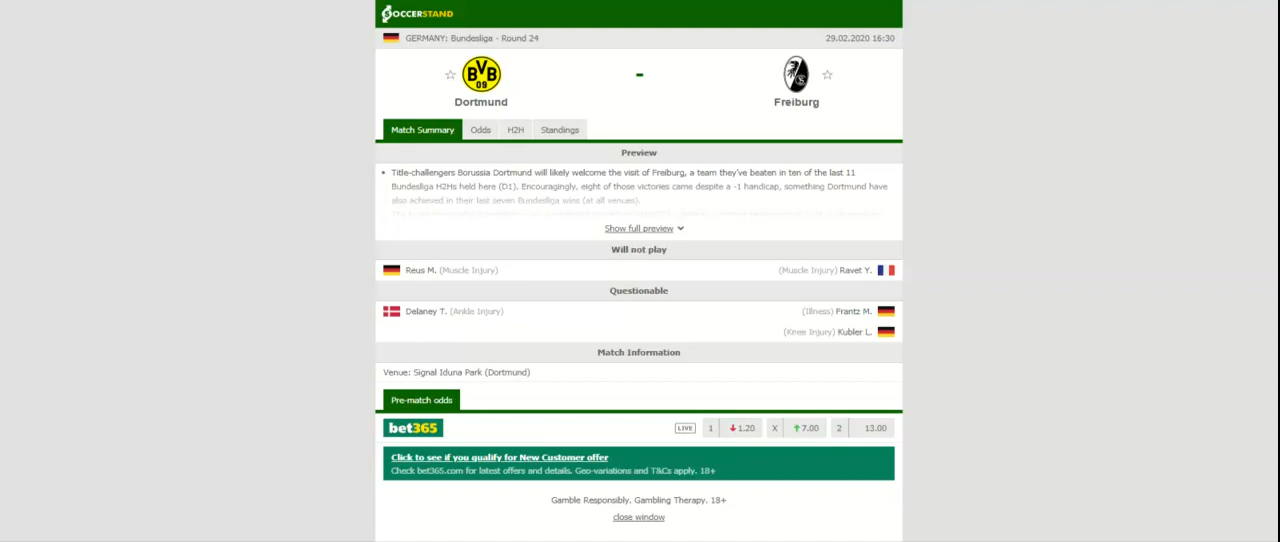 SOCCERSTAND
GERMANY: Bundesliga - Round 24 29.02.2020 16:30
BVB 09
Dortmund - Freiburg
Match Summary Odds H2H Standings
Preview
• Title-challengers Borussia Dortmund will likely welcome the visit of Freiburg, a team they've beaten in ten of the last 11
Bundesliga H2Hs held here (D1). Encouragingly, eight of those victories came despite a -1 handicap, something Dortmund have
also achieved in their last seven Bundesliga wins (at all venues).
Show full preview
Will not play
Reus M. (Muscle Injury) (Muscle Injury) Ravet Y.
Questionable
Delaney T. (Ankle Injury) (Illness) Frantz M.
(Knee Injury) Kubler L.
Match Information
Venue: Signal Iduna Park (Dortmund)
Pre-match odds
bet365 LIVE 1 1.20 X 7.00 2 13.00
Click to see if you qualify for New Customer offer
Check bet365.com for latest offers and details. Geo-variations and T&Cs apply. 18+
Gamble Responsibly. Gambling Therapy. 18+
close window